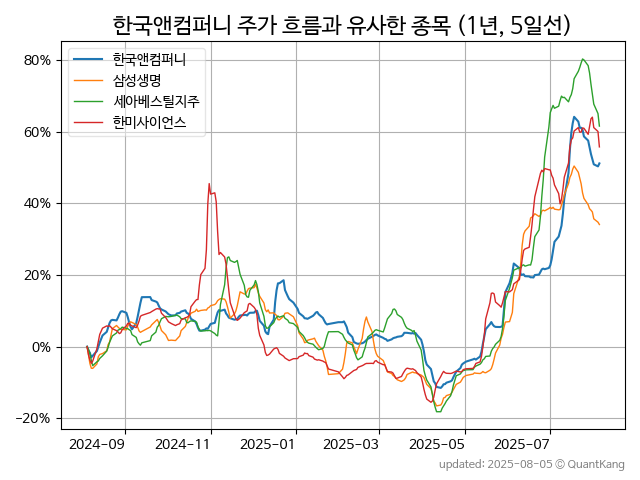 한국앤컴퍼니 주가 흐름과 유사한 종목 (1년, 5일선)
80%
60%
40%
20%
0%
−20%
한국앤컴퍼니
삼성생명
세아베스틸지주
한미사이언스
2024-09 2024-11 2025-01 2025-03 2025-05 2025-07
updated: 2025-08-05 © QuantKang